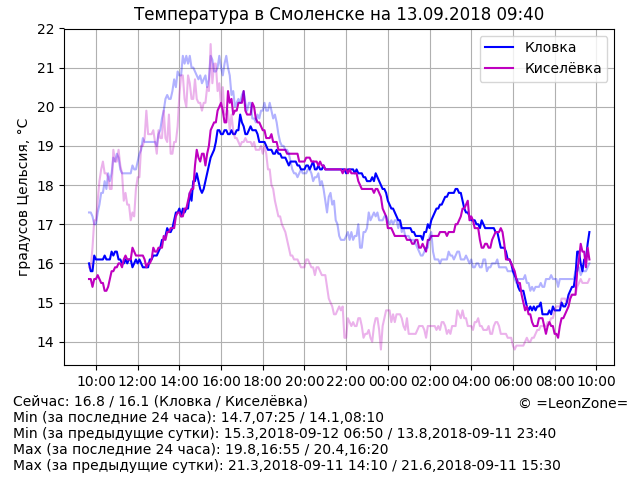 Температура в Смоленске на 13.09.2018 09:40
градусов Цельсия, °C
22
21
20
19
18
17
16
15
14
Кловка
Киселёвка
10:00 12:00 14:00 16:00 18:00 20:00 22:00 00:00 02:00 04:00 06:00 08:00 10:00
Сейчас: 16.8 / 16.1 (Кловка / Киселёвка)
© =LeonZone=
Min (за последние 24 часа): 14.7,07:25 / 14.1,08:10
Min (за предыдущие сутки): 15.3,2018-09-12 06:50 / 13.8,2018-09-11 23:40
Max (за последние 24 часа): 19.8,16:55 / 20.4,16:20
Max (за предыдущие сутки): 21.3,2018-09-11 14:10 / 21.6,2018-09-11 15:30